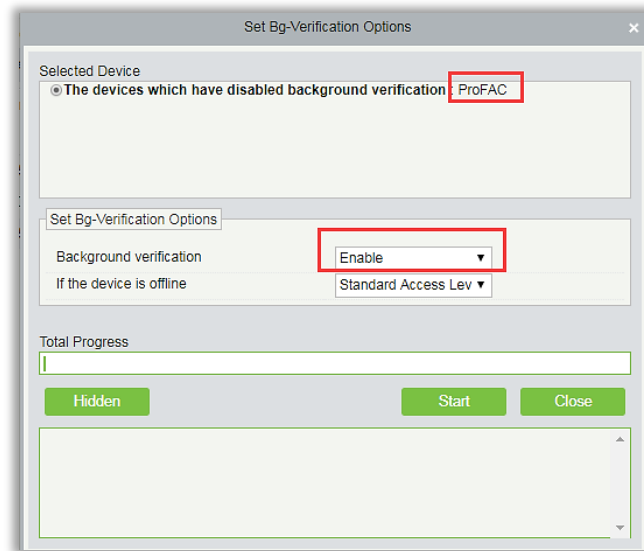 Set Bg-Verification Options
×
Selected Device
The devices which have disabled background verification : ProFAC
Set Bg-Verification Options
Background verification
Enable
If the device is offline
Standard Access Lev
Total Progress
Hidden
Start
Close